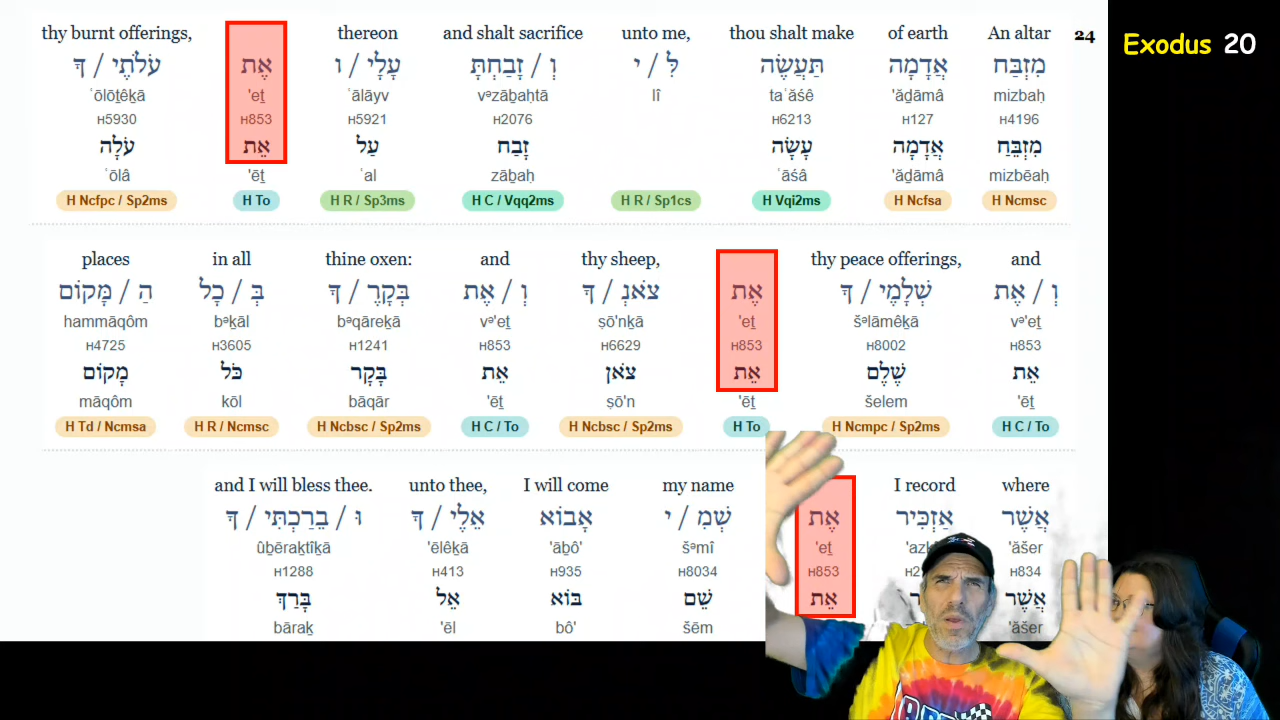 Exodus 20
24 An altar of earth thou shalt make unto me, and sacrifice thereon thy burnt offerings,
מִזְבַּח אֲדָמָה תַּעֲשֶׂה לִּ / י וְ / זָבַחְתָּ עָלָי / ו אֶת עֹלֹתֶי / ךָ
mizbaḥ 'ăḏāmâ taʿăśê lî vᵊzāḇaḥtā ʿālāyv 'eṯ ʿōlōṯêḵā
H4196 H127 H6213 H2076 H5921 H853 H5930
מִזְבֵּחַ אֲדָמָה עָשָׂה זָבַח עַל אֵת עֹלָה
mizbēaḥ 'ăḏāmâ ʿāśâ zāḇaḥ ʿal 'ēṯ ʿōlâ
H Ncmsc H Ncfsa H Vqi2ms H R / Sp1cs H C / Vqq2ms H R / Sp3ms H To H Ncfpc / Sp2ms
and thy peace offerings, thy sheep, and thine oxen: in all places
וְ / אֶת שְׁלָמֶי / ךָ אֶת צֹאנְ / ךָ וְ / אֶת בְּקָרֶ / ךָ בְּ / כָל הַ / מָּקוֹם
vᵊ'eṯ šᵊlāmêḵā 'eṯ ṣō'nḵā vᵊ'eṯ bᵊqāreḵā bᵊḵāl hammāqôm
H853 H8002 H853 H6629 H853 H1241 H3605 H4725
אֵת שֶׁלֶם אֵת צֹאן אֵת בָּקָר כֹּל מָקוֹם
'ēṯ šelem 'ēṯ ṣō'n 'ēṯ bāqār kōl māqôm
H C / To H Ncmpc / Sp2ms H To H Ncbsc / Sp2ms H C / To H Ncbsc / Sp2ms H R / Ncmsc H Td / Ncmsa
where I record my name I will come unto thee, and I will bless thee.
אֲשֶׁר אַזְכִּיר אֶת שְׁמִ / י אָבוֹא אֵלֶי / ךָ וּ / בֵרַכְתִּי / ךָ
'ăšer 'eṯ šᵊmî 'āḇô' 'ēlêḵā ûḇēraḵtîḵā
H834 H853 H8034 H935 H413 H1288
אֲשֶׁר אֵת שֵׁם בּוֹא אֵל בָּרַךְ
'ăšer šēm bô' 'ēl bāraḵ